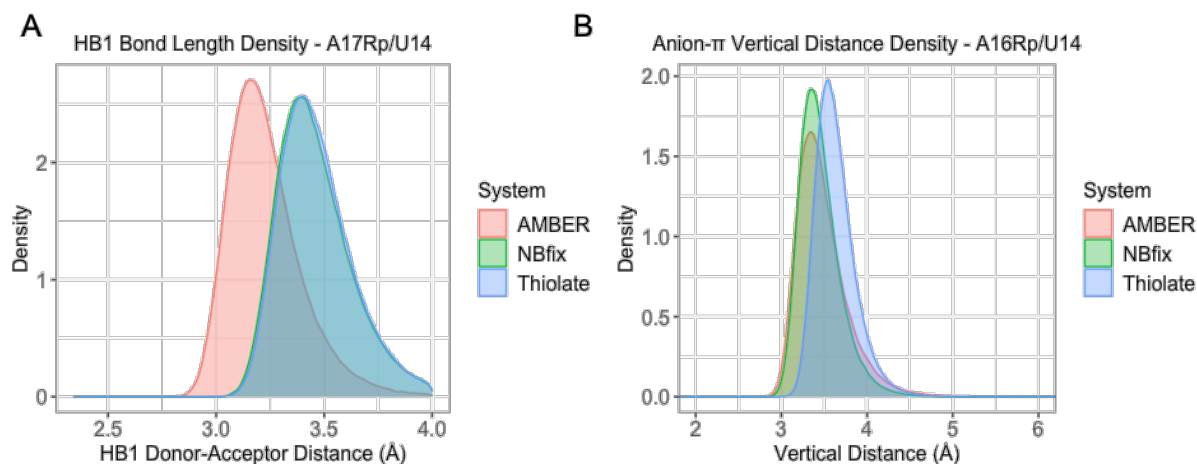 A
HB1 Bond Length Density - A17Rp/U14
Density
2
1
0
2.5 3.0 3.5 4.0
HB1 Donor-Acceptor Distance (Å)
System
AMBER
NBfix
Thiolate
B
Anion-π Vertical Distance Density - A16Rp/U14
Density
2.0
1.5
1.0
0.5
0.0
2 3 4 5 6
Vertical Distance (Å)
System
AMBER
NBfix
Thiolate